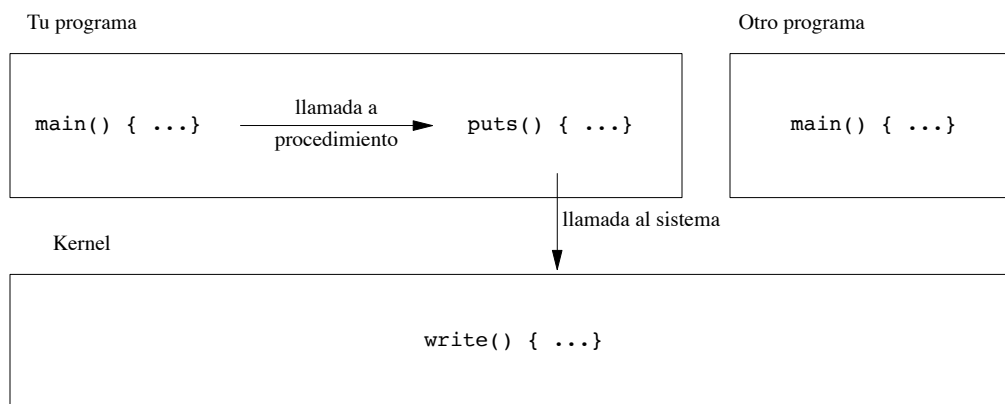 Tu programa
Otro programa
main() { ...}
llamada a
procedimiento
puts() { ...}
main() { ...}
llamada al sistema
Kernel
write() { ...}